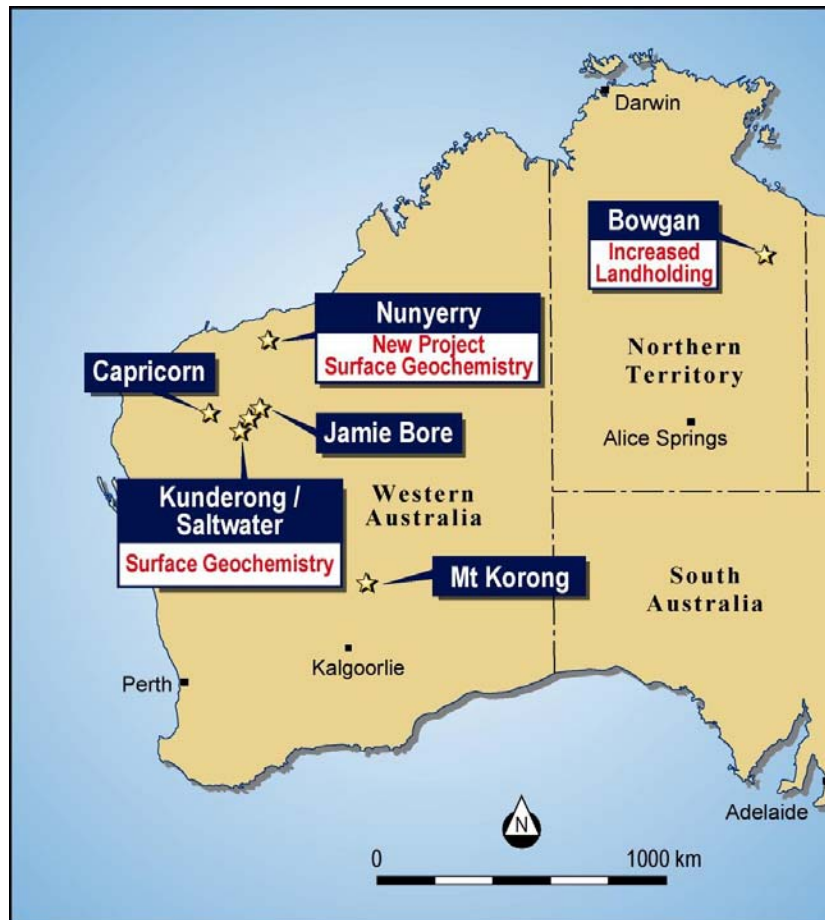 Darwin
Bowgan
Increased
Landholding
Nunyerry
New Project
Surface Geochemistry
Northern
Territory
Capricorn
Jamie Bore
Alice Springs
Kunderong /
Saltwater
Surface Geochemistry
Western
Australia
Mt Korong
South
Australia
Kalgoorlie
Perth
Adelaide
N
0 1000 km